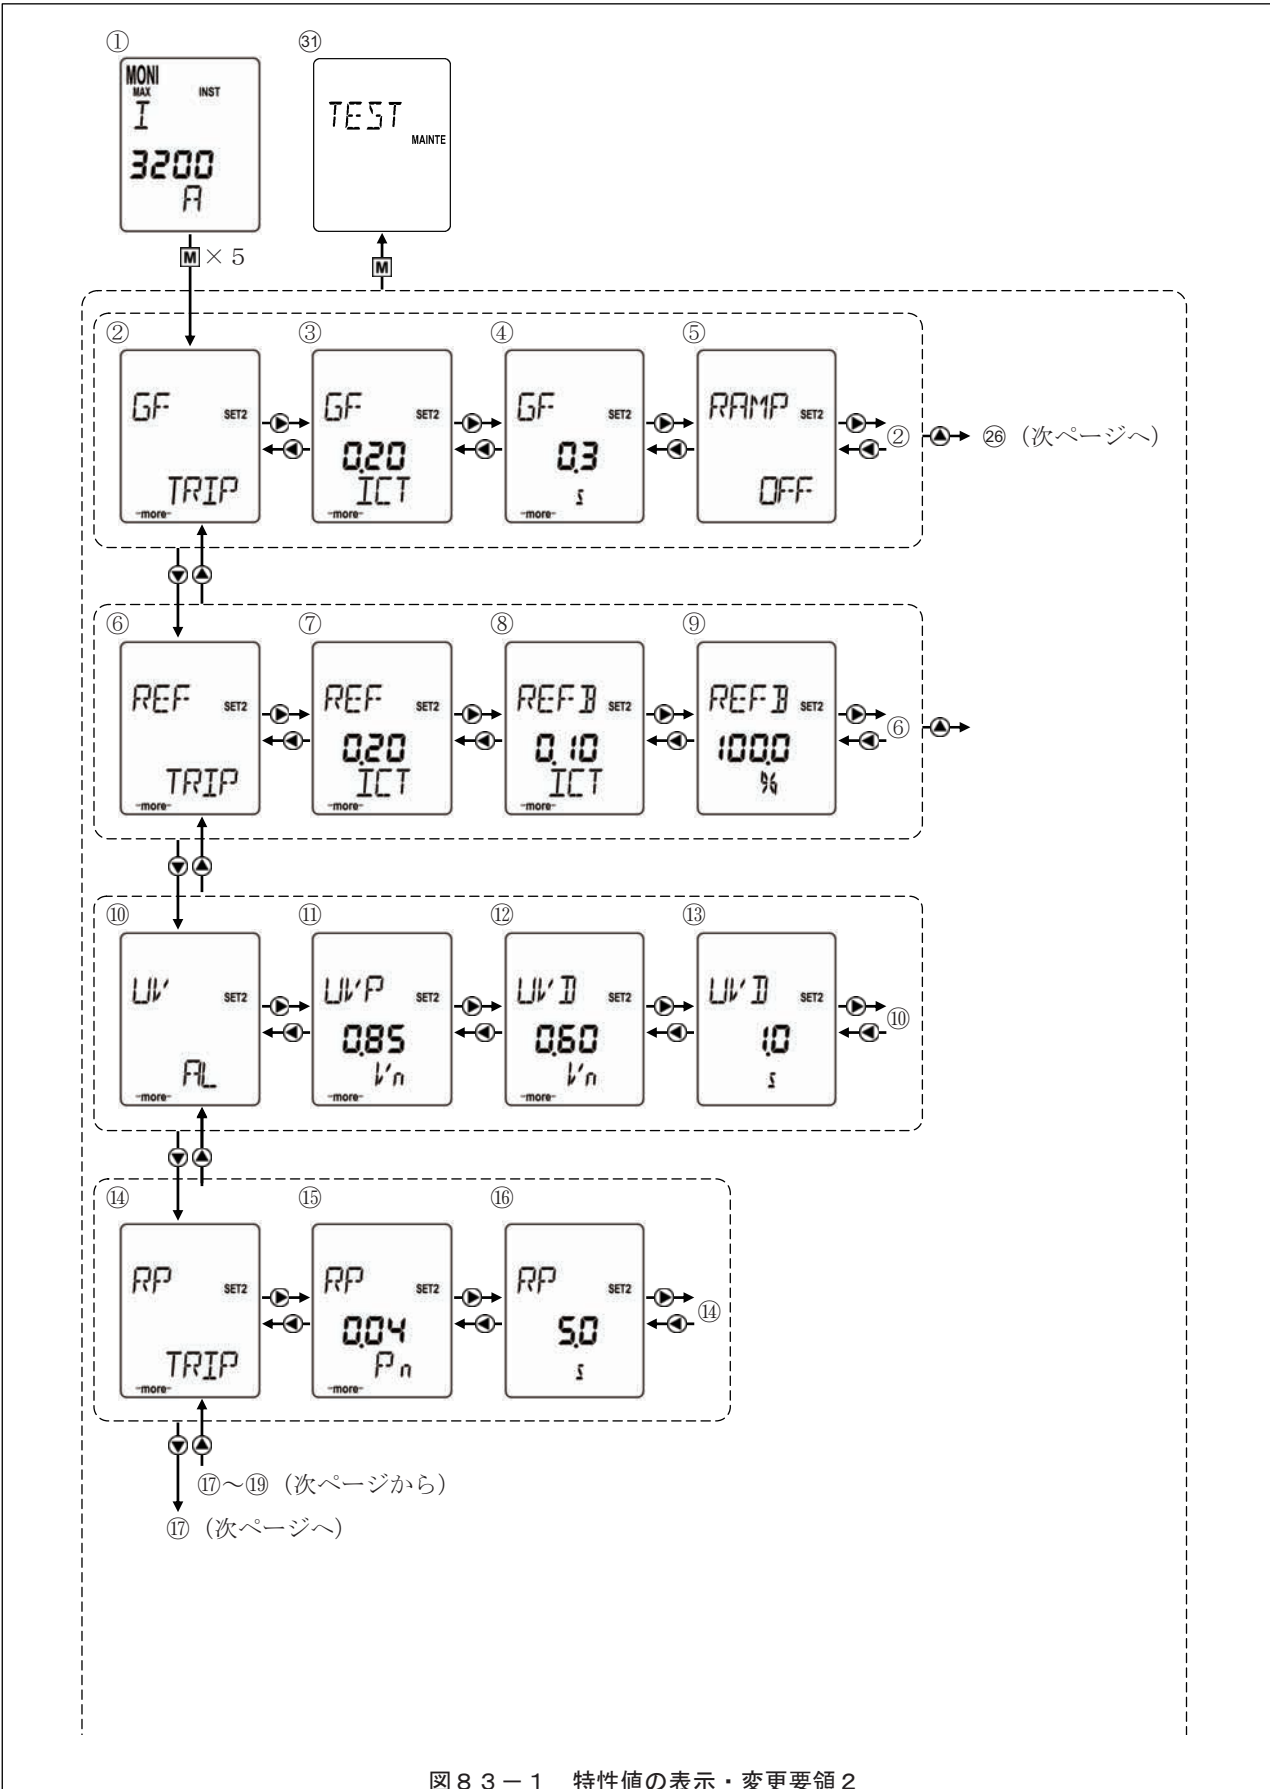 ① ㉛
MONI
MAX INST
I
3200
A
TEST
MAINTE
M × 5
M
② ③ ④ ⑤
GF SET2
TRIP
-more-
GF SET2
0.20
ICT
-more-
GF SET2
0.3
s
-more-
RAMP SET2
OFF
②
㉖ (次ページへ)
⑥ ⑦ ⑧ ⑨
REF SET2
TRIP
-more-
REF SET2
0.20
ICT
-more-
REFB SET2
0.10
ICT
-more-
REFB SET2
100.0
%
⑥
⑩ ⑪ ⑫ ⑬
UV SET2
AL
-more-
UVP SET2
0.85
Vn
-more-
UVD SET2
0.60
Vn
-more-
UVD SET2
1.0
s
⑩
⑭ ⑮ ⑯
RP SET2
TRIP
-more-
RP SET2
0.04
Pn
-more-
RP SET2
5.0
s
⑭
⑰～⑲ (次ページから)
⑰ (次ページへ)
図83－1 特性値の表示・変更要領2